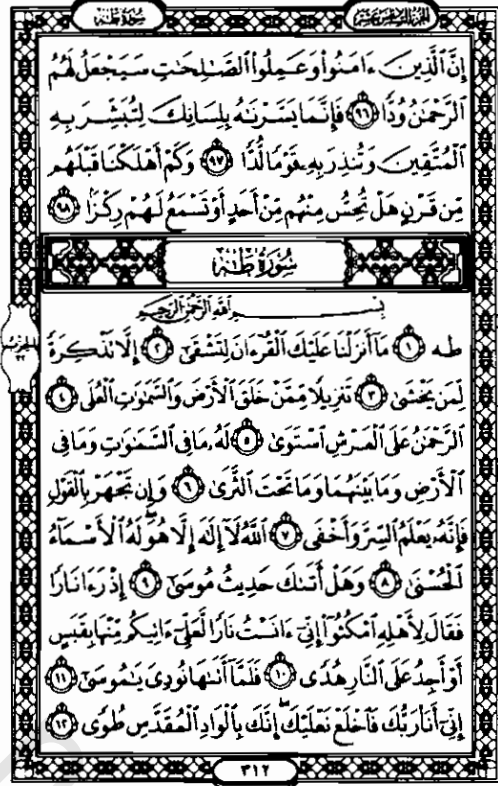 سُورَةُ طه
الجُزْءُ السَّادِسَ عَشَرَ
إِنَّ ٱلَّذِينَ ءَامَنُوا۟ وَعَمِلُوا۟ ٱلصَّـٰلِحَـٰتِ سَيَجْعَلُ لَهُمُ
ٱلرَّحْمَـٰنُ وُدًّا ٩٦ فَإِنَّمَا يَسَّرْنَـٰهُ بِلِسَانِكَ لِتُبَشِّرَ بِهِ
ٱلْمُتَّقِينَ وَتُنذِرَ بِهِۦ قَوْمًا لُّدًّا ٩٧ وَكَمْ أَهْلَكْنَا قَبْلَهُم
مِّن قَرْنٍ هَلْ تُحِسُّ مِنْهُم مِّنْ أَحَدٍ أَوْ تَسْمَعُ لَهُمْ رِكْزًۢا ٩٨
سُورَةُ طه
بِسْمِ ٱللَّهِ ٱلرَّحْمَـٰنِ ٱلرَّحِيمِ
طه ١ مَآ أَنزَلْنَا عَلَيْكَ ٱلْقُرْءَانَ لِتَشْقَىٰٓ ٢ إِلَّا تَذْكِرَةً
لِّمَن يَخْشَىٰ ٣ تَنزِيلًا مِّمَّنْ خَلَقَ ٱلْأَرْضَ وَٱلسَّمَـٰوَٰتِ ٱلْعُلَى ٤
ٱلرَّحْمَـٰنُ عَلَى ٱلْعَرْشِ ٱسْتَوَىٰ ٥ لَهُۥ مَا فِى ٱلسَّمَـٰوَٰتِ وَمَا فِى
ٱلْأَرْضِ وَمَا بَيْنَهُمَا وَمَا تَحْتَ ٱلثَّرَىٰ ٦ وَإِن تَجْهَرْ بِٱلْقَوْلِ
فَإِنَّهُۥ يَعْلَمُ ٱلسِّرَّ وَأَخْفَى ٧ ٱللَّهُ لَآ إِلَـٰهَ إِلَّا هُوَ ۖ لَهُ ٱلْأَسْمَآءُ
ٱلْحُسْنَىٰ ٨ وَهَلْ أَتَىٰكَ حَدِيثُ مُوسَىٰٓ ٩ إِذْ رَءَا نَارًا
فَقَالَ لِأَهْلِهِ ٱمْكُثُوٓا۟ إِنِّىٓ ءَانَسْتُ نَارًا لَّعَلِّىٓ ءَاتِيكُم مِّنْهَا بِقَبَسٍ
أَوْ أَجِدُ عَلَى ٱلنَّارِ هُدًى ١٠ فَلَمَّآ أَتَىٰهَا نُودِىَ يَـٰمُوسَىٰٓ ١١
إِنِّىٓ أَنَا۠ رَبُّكَ فَٱخْلَعْ نَعْلَيْكَ ۖ إِنَّكَ بِٱلْوَادِ ٱلْمُقَدَّسِ طُوًى ١٢
٣١٢